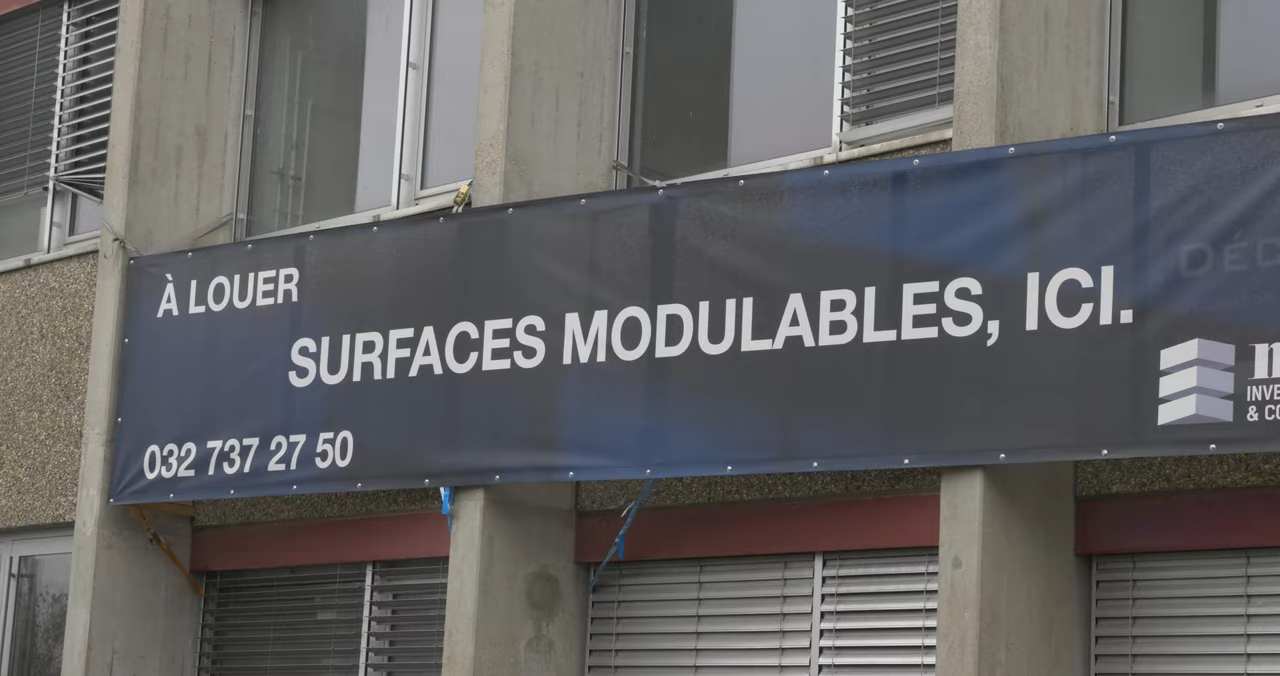 À LOUER
SURFACES MODULABLES, ICI.
032 737 27 50